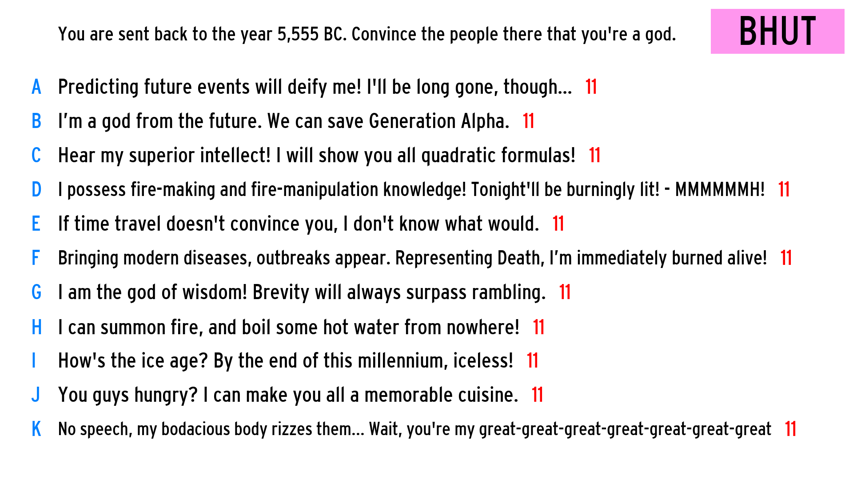 You are sent back to the year 5,555 BC. Convince the people there that you're a god.
BHUT
A Predicting future events will deify me! I'll be long gone, though... 11
B I’m a god from the future. We can save Generation Alpha. 11
C Hear my superior intellect! I will show you all quadratic formulas! 11
D I possess fire-making and fire-manipulation knowledge! Tonight'll be burningly lit! - MMMMMMH! 11
E If time travel doesn't convince you, I don't know what would. 11
F Bringing modern diseases, outbreaks appear. Representing Death, I’m immediately burned alive! 11
G I am the god of wisdom! Brevity will always surpass rambling. 11
H I can summon fire, and boil some hot water from nowhere! 11
I How's the ice age? By the end of this millennium, iceless! 11
J You guys hungry? I can make you all a memorable cuisine. 11
K No speech, my bodacious body rizzes them... Wait, you're my great-great-great-great-great-great-great 11